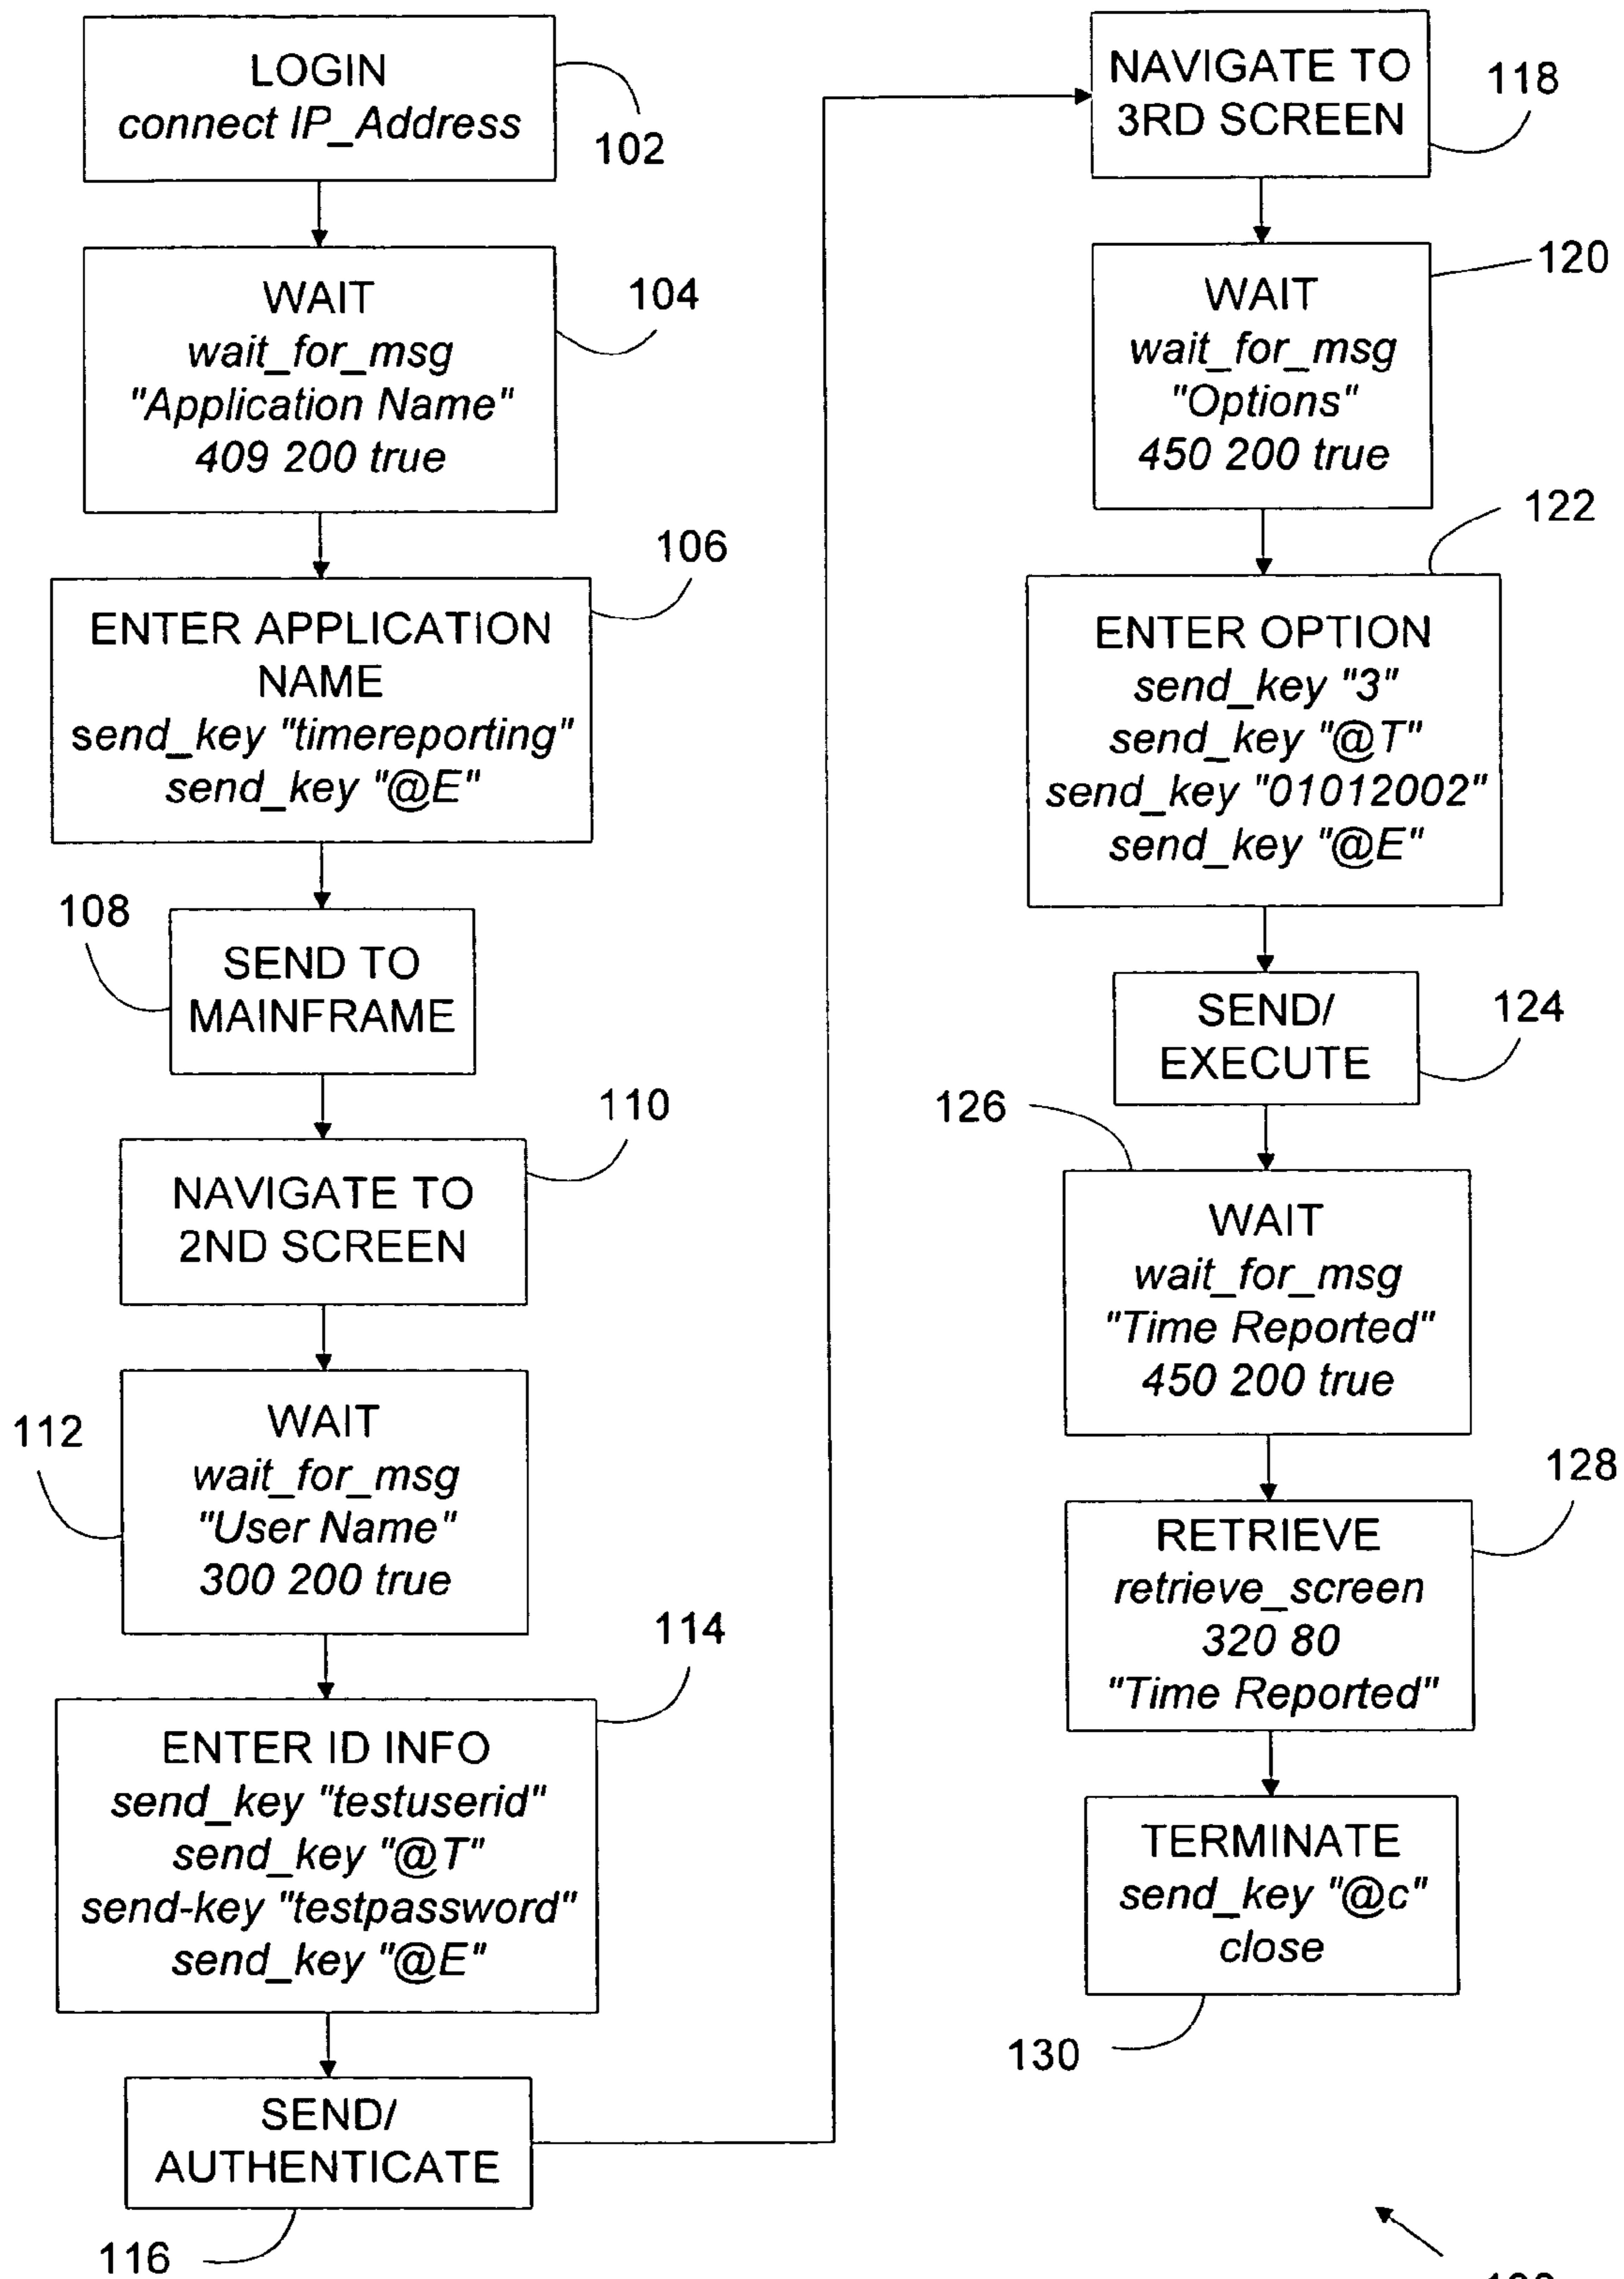 LOGIN
connect IP_Address
102
WAIT
wait_for_msg
"Application Name"
409 200 true
104
ENTER APPLICATION
NAME
send_key "timereporting"
send_key "@E"
106
SEND TO
MAINFRAME
108
NAVIGATE TO
2ND SCREEN
110
WAIT
wait_for_msg
"User Name"
300 200 true
112
ENTER ID INFO
send_key "testuserid"
send_key "@T"
send-key "testpassword"
send_key "@E"
114
SEND/
AUTHENTICATE
116
NAVIGATE TO
3RD SCREEN
118
WAIT
wait_for_msg
"Options"
450 200 true
120
ENTER OPTION
send_key "3"
send_key "@T"
send_key "01012002"
send_key "@E"
122
SEND/
EXECUTE
124
WAIT
wait_for_msg
"Time Reported"
450 200 true
126
RETRIEVE
retrieve_screen
320 80
"Time Reported"
128
TERMINATE
send_key "@c"
close
130